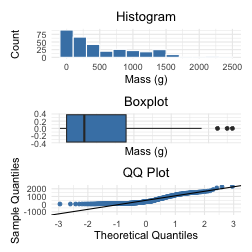 Histogram
Count
75
50
25
0
0 500 1000 1500 2000 2500
Mass (g)
Boxplot
0.4
0.2
0.0
-0.2
-0.4
Mass (g)
QQ Plot
Sample Quantiles
2000
1000
0
-1000
-3 -2 -1 0 1 2 3
Theoretical Quantiles